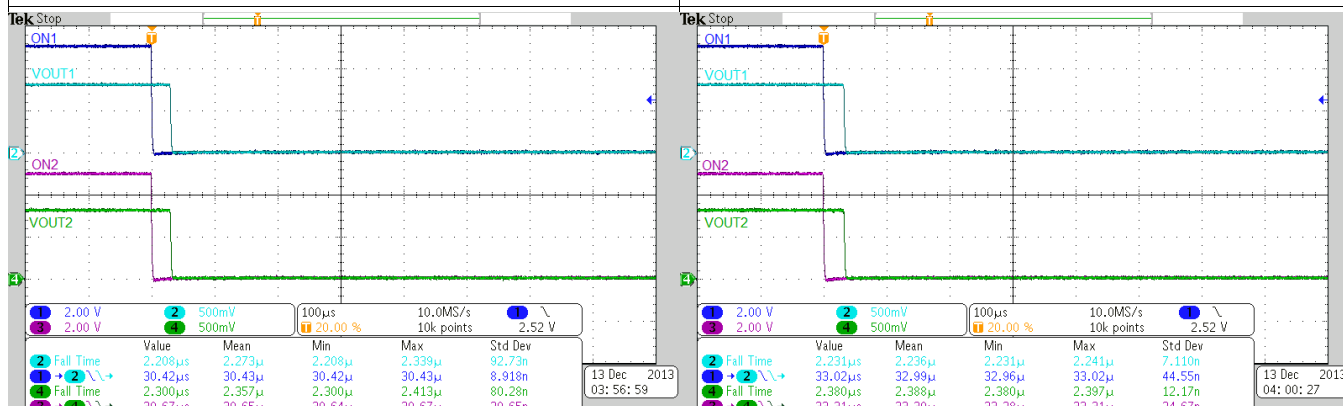 Tek Stop
T
T
ON1
VOUT1
2
ON2
VOUT2
4
1 2.00 V 2 500mV
3 2.00 V 4 500mV
100µs 10.0MS/s 1
T 20.00 % 10k points 2.52 V
Value Mean Min Max Std Dev
2 Fall Time 2.208µs 2.273µ 2.208µ 2.339µ 92.73n
1 → 2 30.42µs 30.43µ 30.42µ 30.43µ 8.918n
4 Fall Time 2.300µs 2.357µ 2.300µ 2.413µ 80.28n
13 Dec 2013
03:56:59
Tek Stop
T
T
ON1
VOUT1
2
ON2
VOUT2
4
1 2.00 V 2 500mV
3 2.00 V 4 500mV
100µs 10.0MS/s 1
T 20.00 % 10k points 2.52 V
Value Mean Min Max Std Dev
2 Fall Time 2.231µs 2.236µ 2.231µ 2.241µ 7.110n
1 → 2 33.02µs 32.99µ 32.96µ 33.02µ 44.55n
4 Fall Time 2.380µs 2.388µ 2.380µ 2.397µ 12.17n
13 Dec 2013
04:00:27